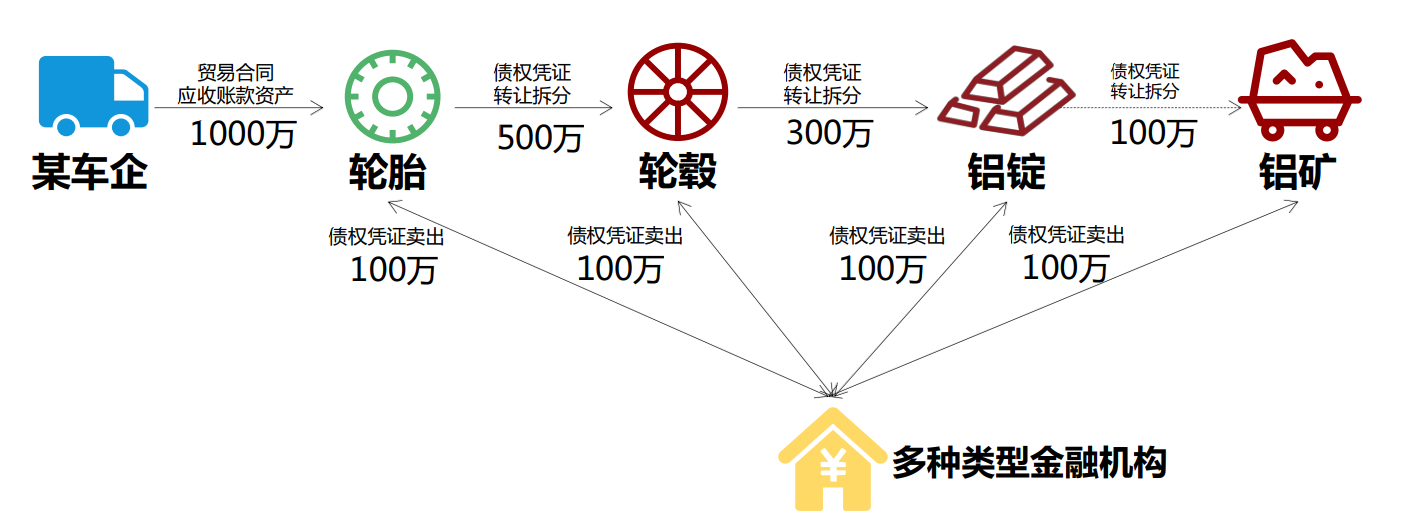 贸易合同
应收账款资产
1000万
债权凭证
转让拆分
500万
债权凭证
转让拆分
300万
债权凭证
转让拆分
100万
某车企
轮胎
轮毂
铝锭
铝矿
债权凭证卖出
100万
债权凭证卖出
100万
债权凭证卖出
100万
债权凭证卖出
100万
¥
多种类型金融机构